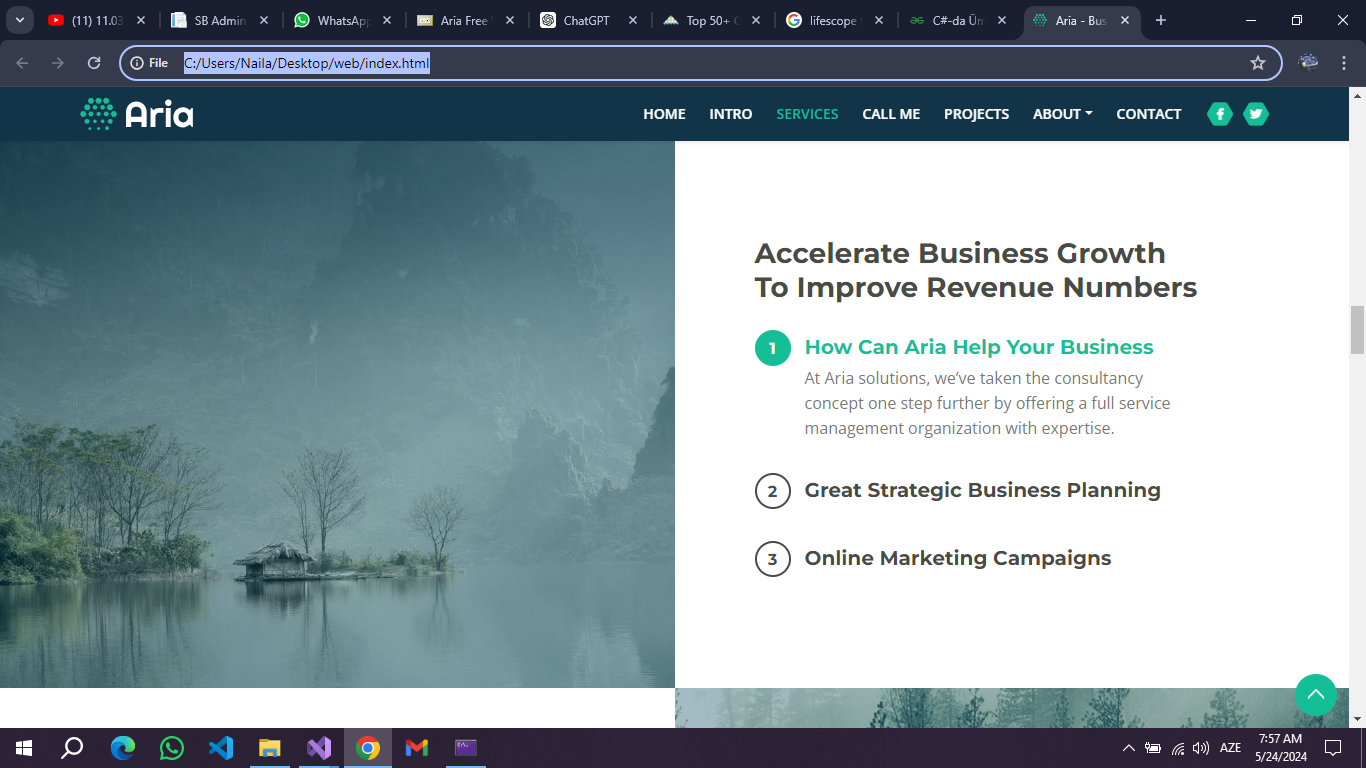 (11) 11.03
SB Admin
WhatsApp
Aria Free
ChatGPT
Top 50+
lifescope
C#-da Üm
Aria - Bus
File
C:/Users/Naila/Desktop/web/index.html
Aria
HOME
INTRO
SERVICES
CALL ME
PROJECTS
ABOUT
CONTACT
Accelerate Business Growth
To Improve Revenue Numbers
1
How Can Aria Help Your Business
At Aria solutions, we’ve taken the consultancy
concept one step further by offering a full service
management organization with expertise.
2
Great Strategic Business Planning
3
Online Marketing Campaigns
AZE
7:57 AM
5/24/2024